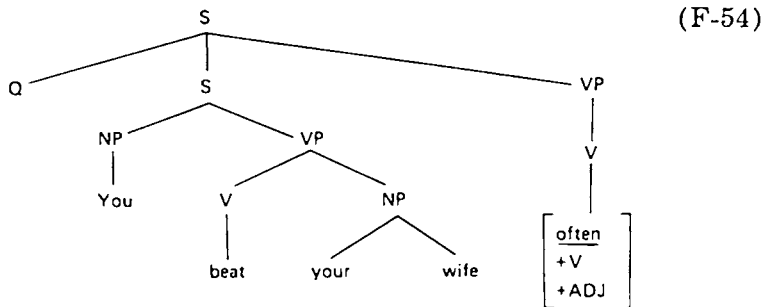 S (F-54)
Q S VP
NP VP V
You V NP
often
+V
+ADJ
beat your wife